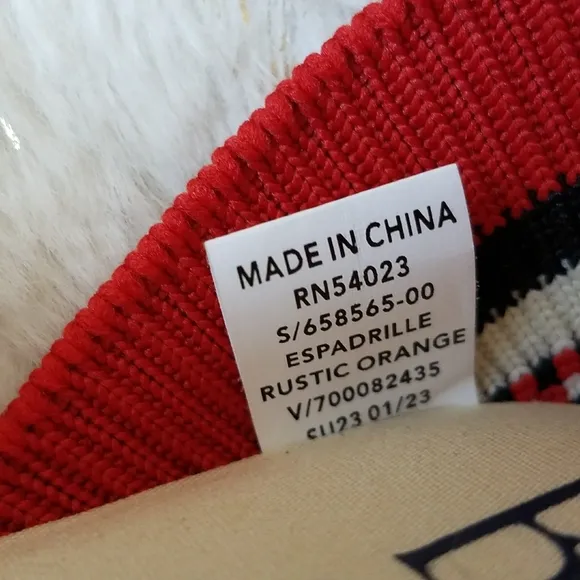 MADE IN CHINA
RN54023
S/658565-00
ESPADRILLE
RUSTIC ORANGE
V/700082435
SU23 01/23